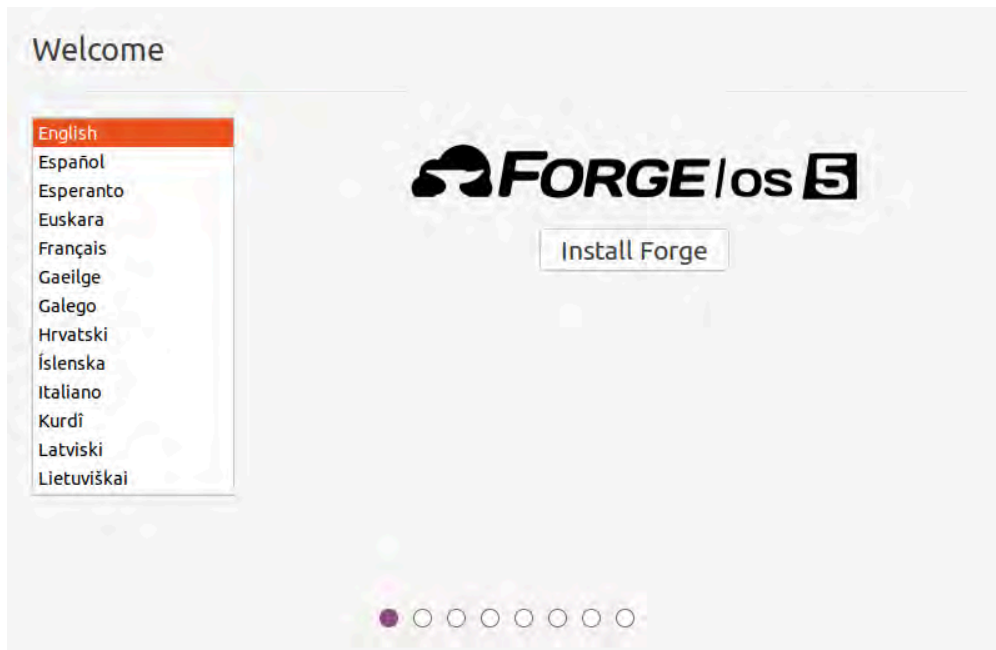 Welcome
English
Español
Esperanto
Euskara
Français
Gaeilge
Galego
Hrvatski
Íslenska
Italiano
Kurdî
Latviski
Lietuviškai
FORGE/os 5
Install Forge